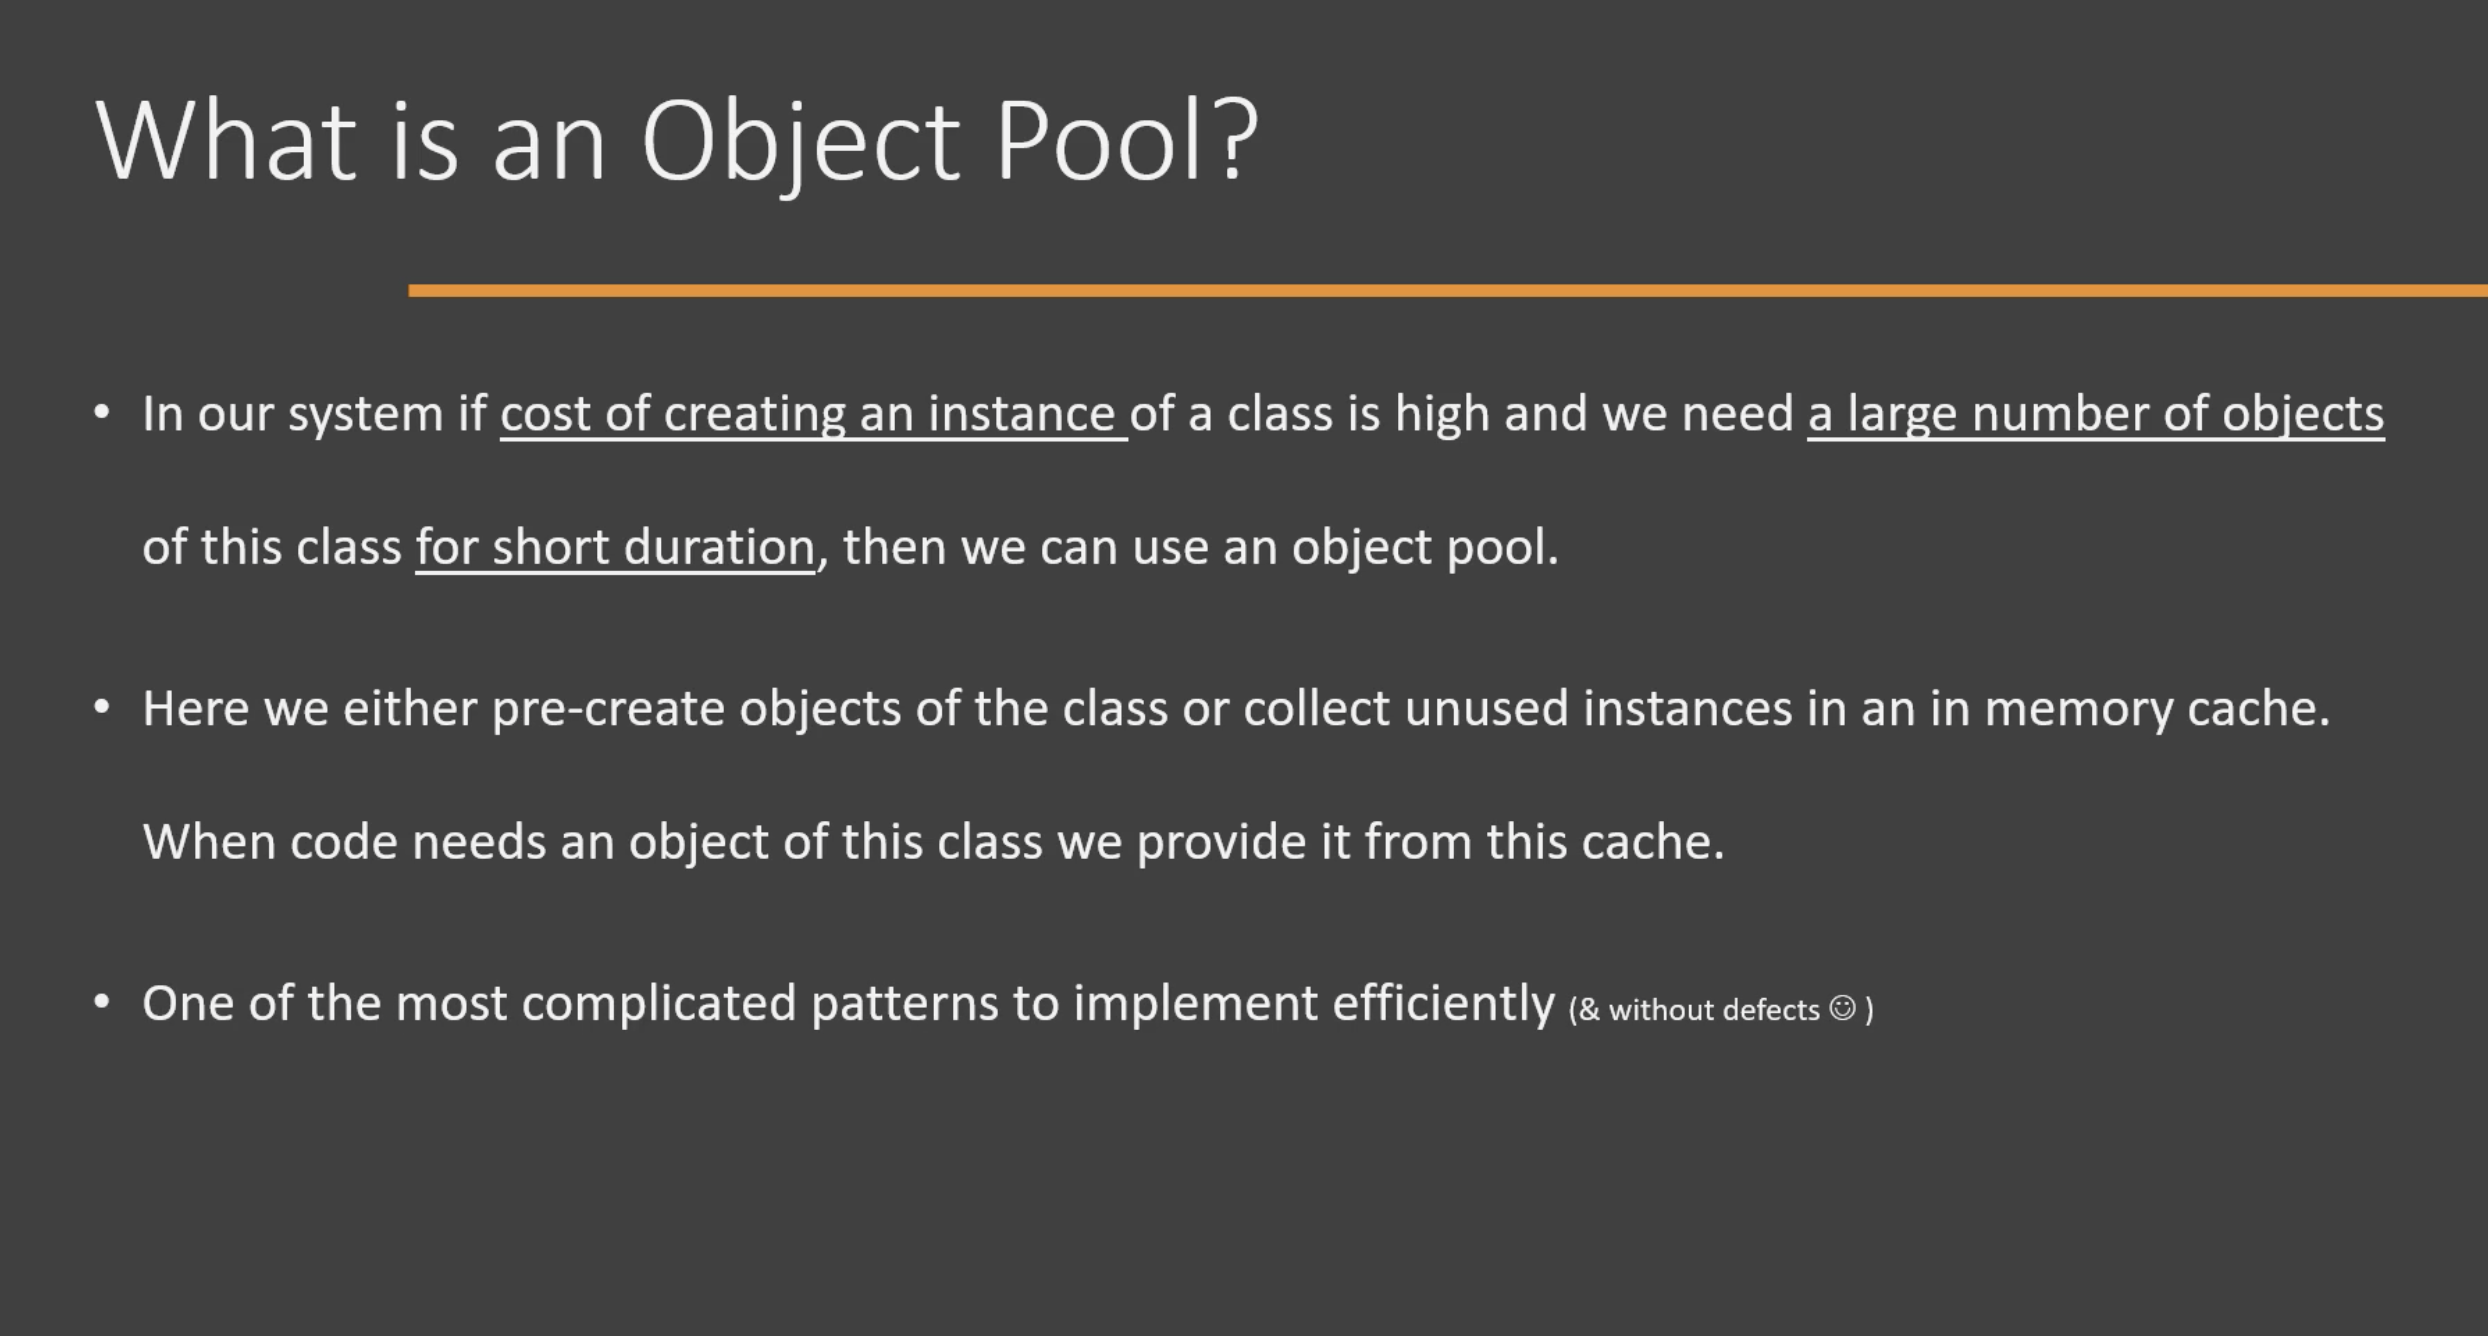 What is an Object Pool?
• In our system if cost of creating an instance of a class is high and we need a large number of objects
of this class for short duration, then we can use an object pool.
• Here we either pre-create objects of the class or collect unused instances in an in memory cache.
When code needs an object of this class we provide it from this cache.
• One of the most complicated patterns to implement efficiently (& without defects ☺ )